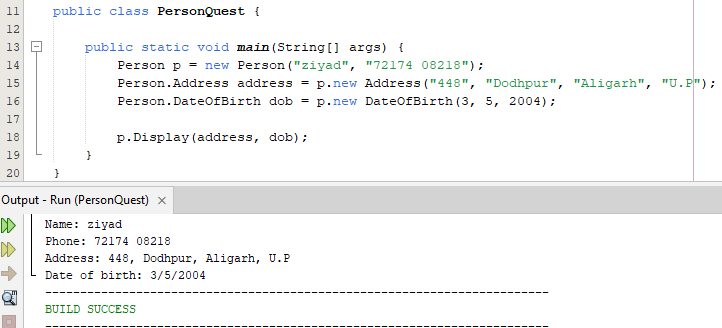 11 public class PersonQuest {
12
13 public static void main(String[] args) {
14 Person p = new Person("ziyad", "72174 08218");
15 Person.Address address = p.new Address("448", "Dodhpur", "Aligarh", "U.P");
16 Person.DateOfBirth dob = p.new DateOfBirth(3, 5, 2004);
17
18 p.Display(address, dob);
19 }
20 }
Output - Run (PersonQuest) ×
Name: ziyad
Phone: 72174 08218
Address: 448, Dodhpur, Aligarh, U.P
Date of birth: 3/5/2004
------------------------------------------------------------------------
BUILD SUCCESS
------------------------------------------------------------------------